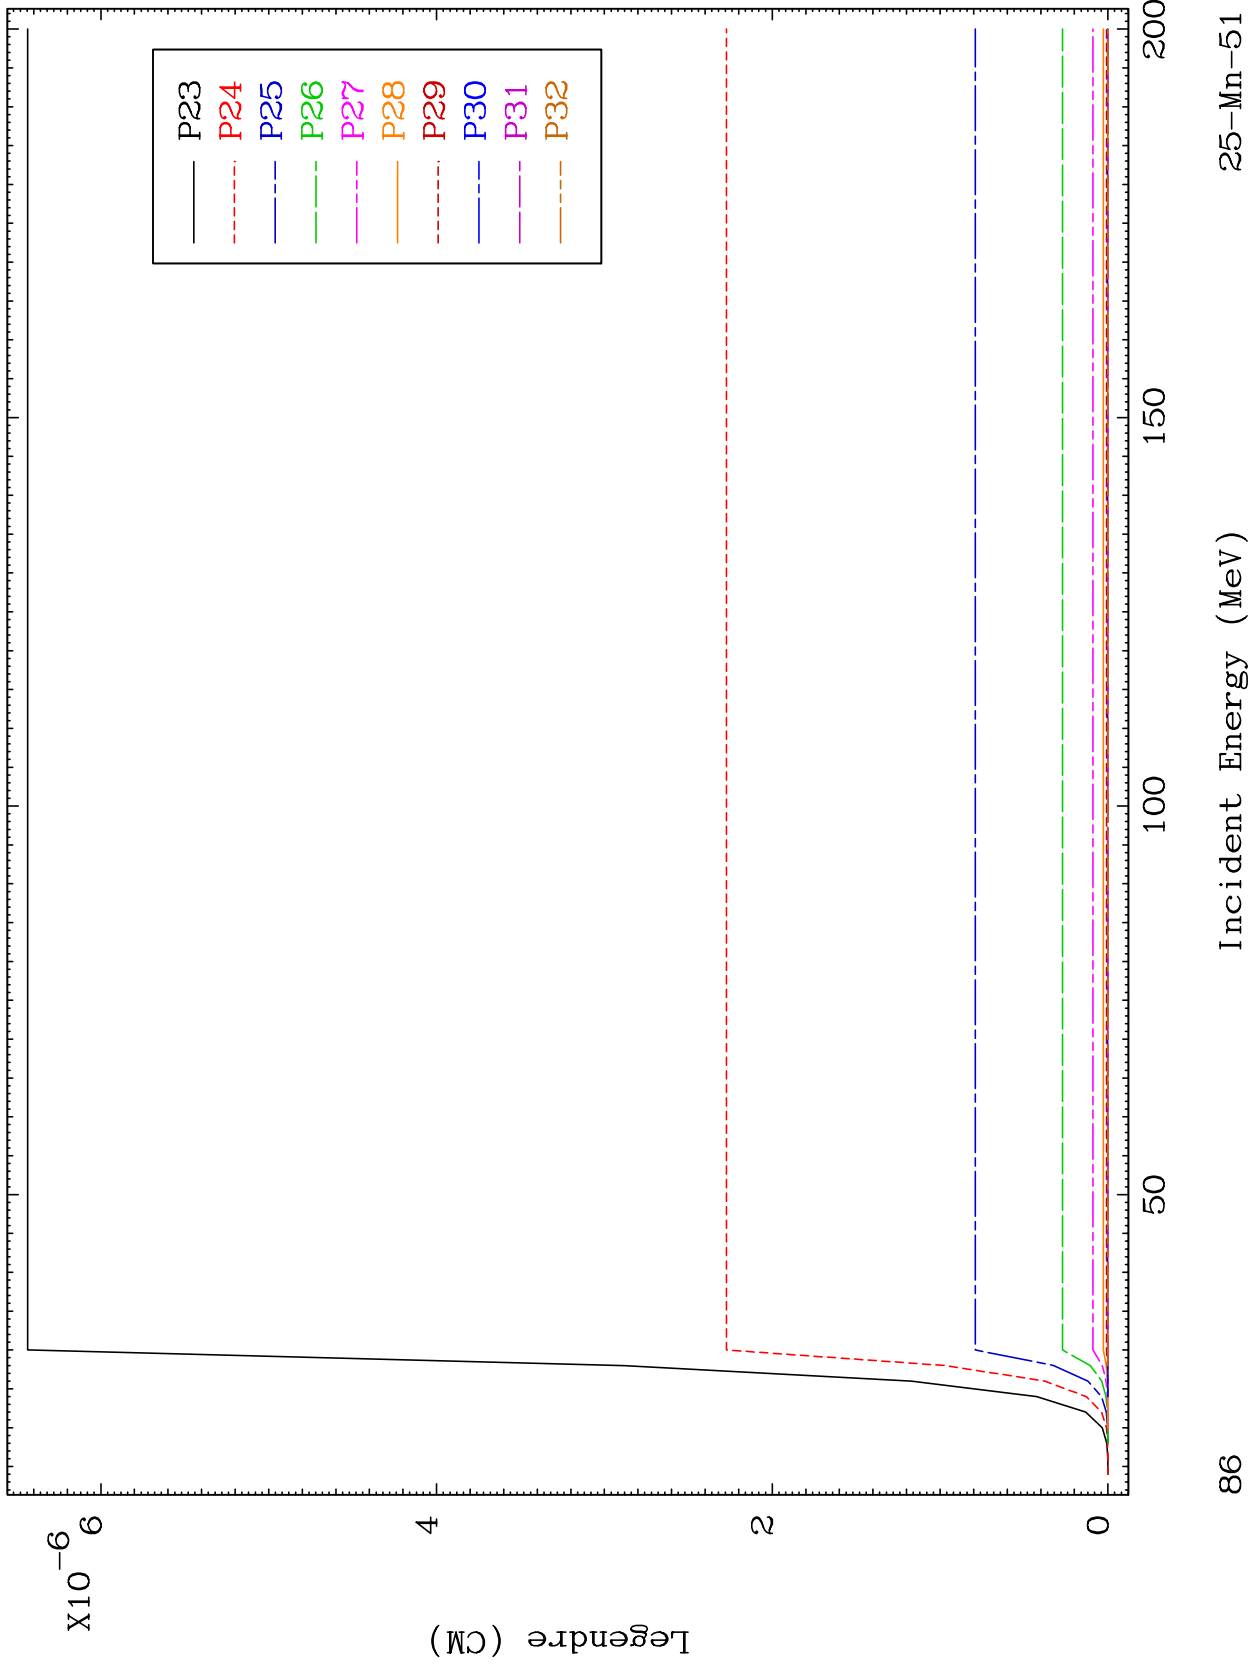 X10-6
6
4
2
0
Legendre (CM)
P23
P24
P25
P26
P27
P28
P29
P30
P31
P32
50
100
150
200
Incident Energy (MeV)
86
25-Mn-51